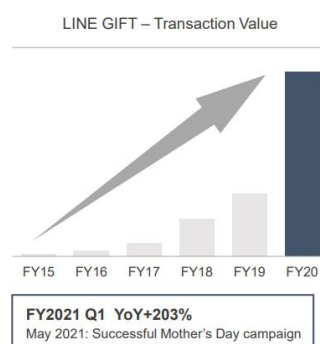 LINE GIFT – Transaction Value
FY15 FY16 FY17 FY18 FY19 FY20
FY2021 Q1 YoY+203%
May 2021: Successful Mother's Day campaign